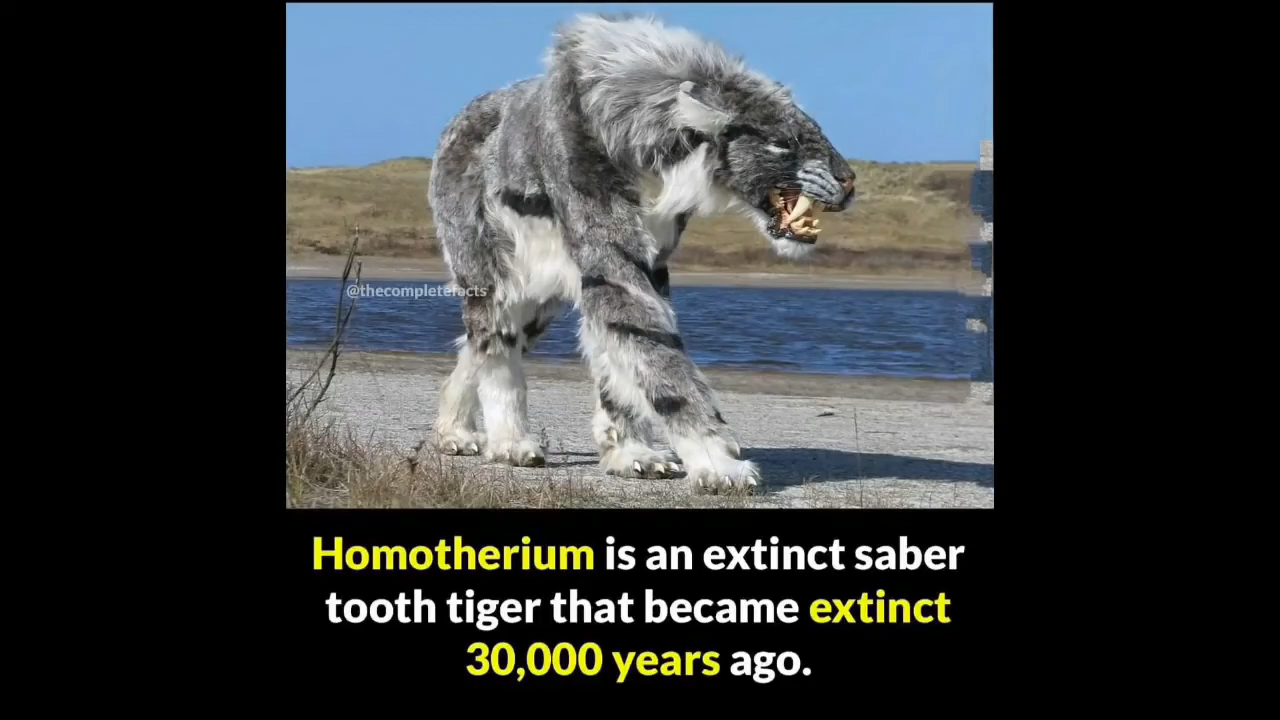 @thecompletefacts
Homotherium is an extinct saber
tooth tiger that became extinct
30,000 years ago.